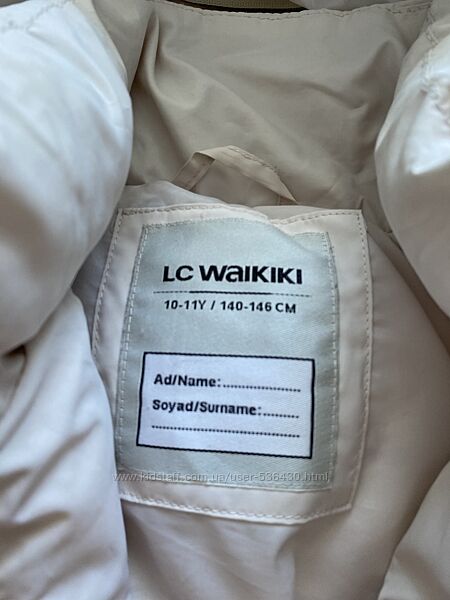 LC WAIKIKI
10-11Y / 140-146 CM
Ad/Name:................
Soyad/Surname:.........
...............................
www.kidstaff.com.ua/user-536430.html